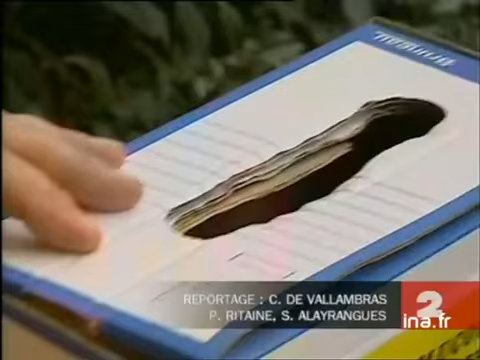 REPORTAGE : C. DE VALLAMBRAS
P. RITAINE, S. ALAYRANGUES
2
ina.fr